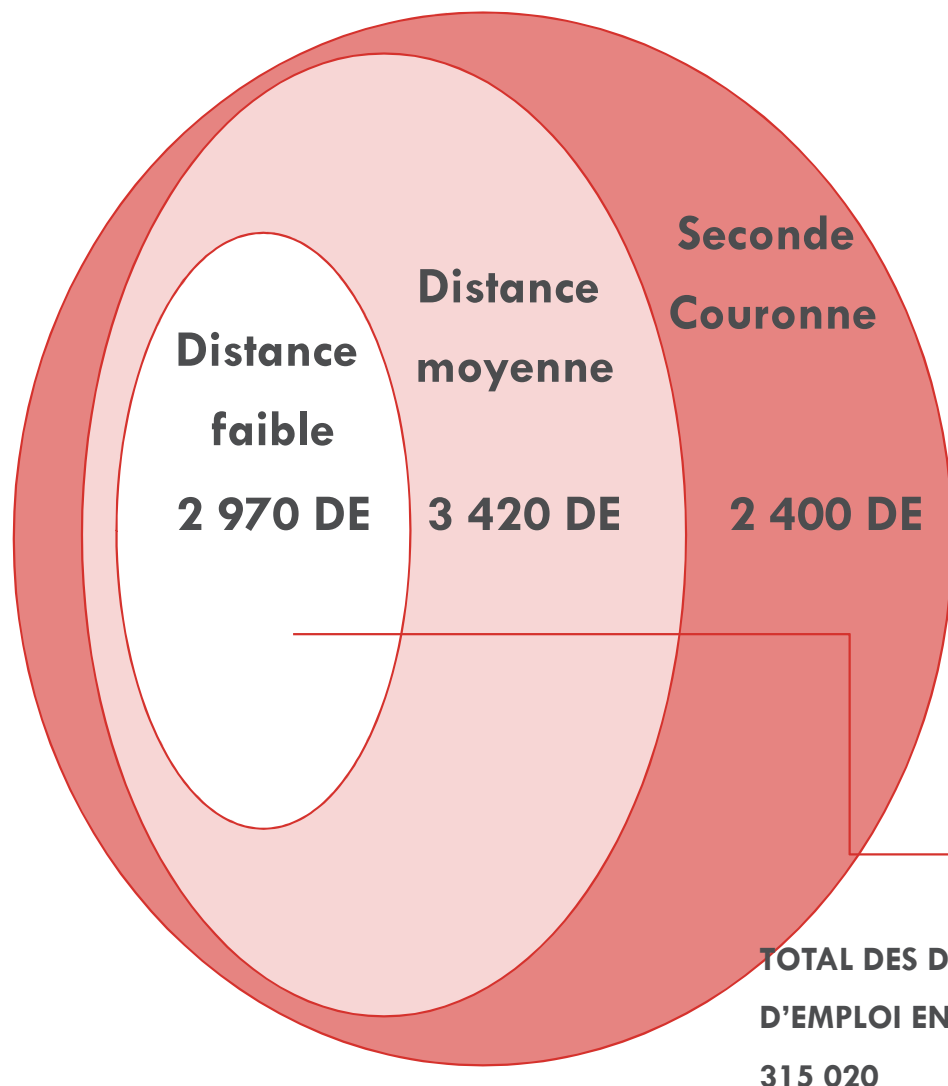 Distance
faible
2 970 DE
Distance
moyenne
3 420 DE
Seconde
Couronne
2 400 DE
TOTAL DES D
D’EMPLOI EN
315 020